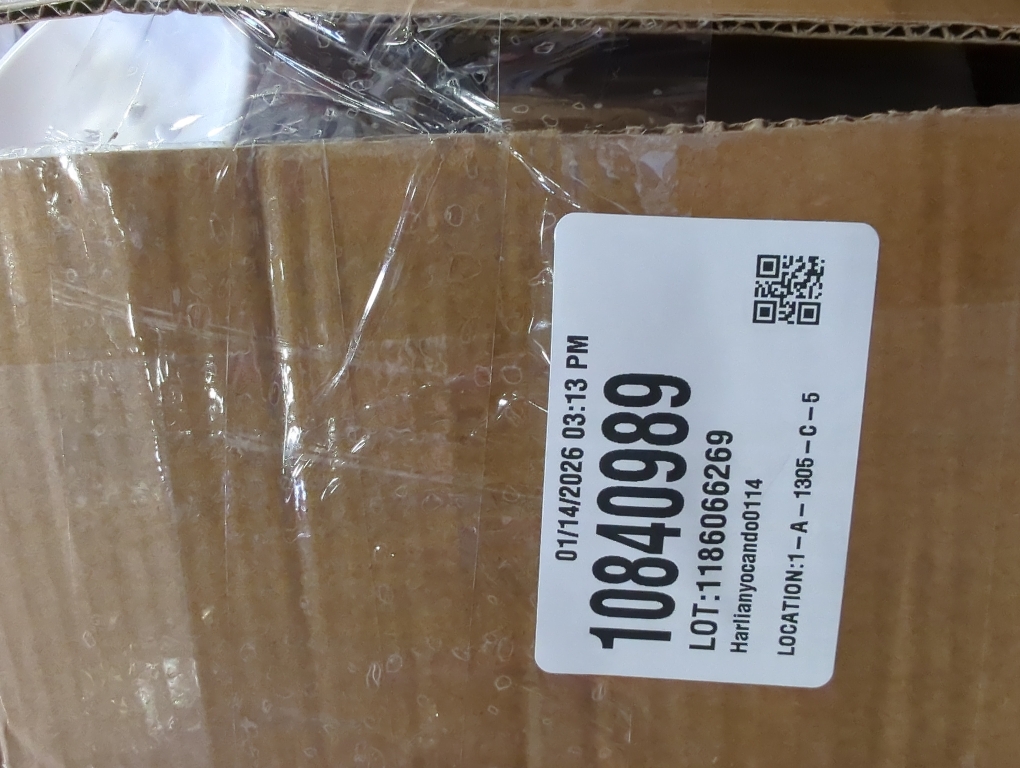 01/14/2026 03:13 PM
10840989
LOT:1186066269
Harlianyocando0114
LOCATION:1-A-1305-C-5